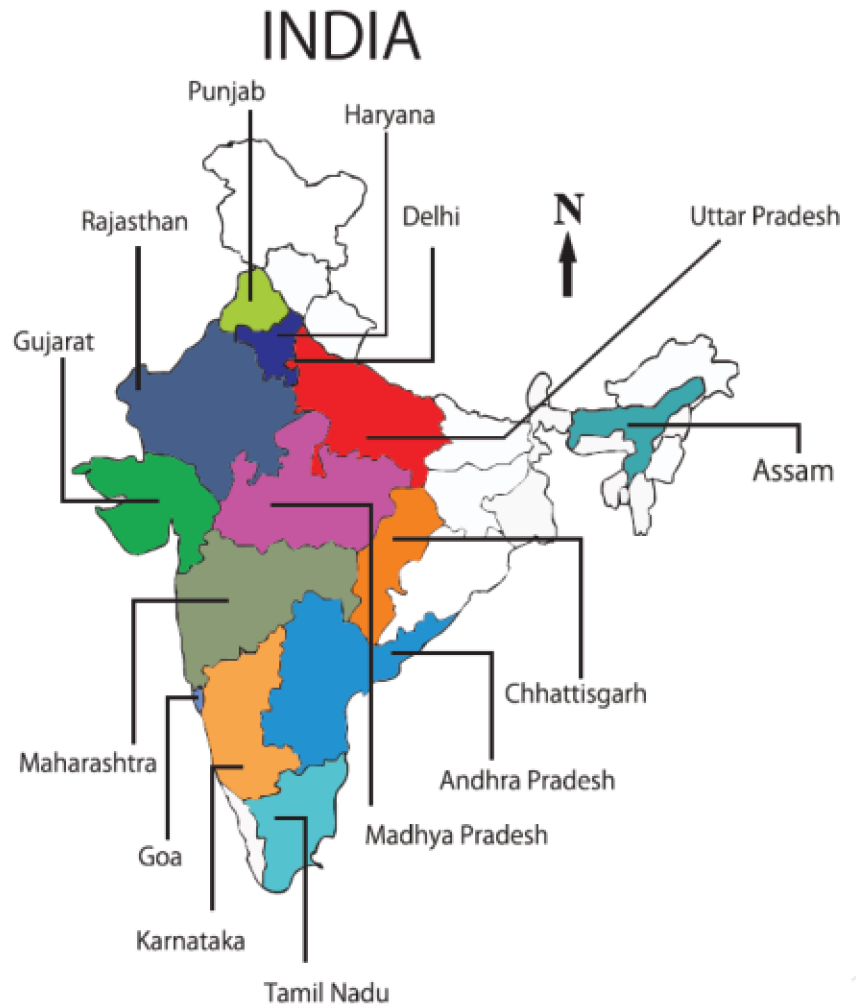 INDIA
Punjab
Haryana
Rajasthan
Delhi
N
Uttar Pradesh
Gujarat
Assam
Chhattisgarh
Maharashtra
Andhra Pradesh
Madhya Pradesh
Goa
Karnataka
Tamil Nadu